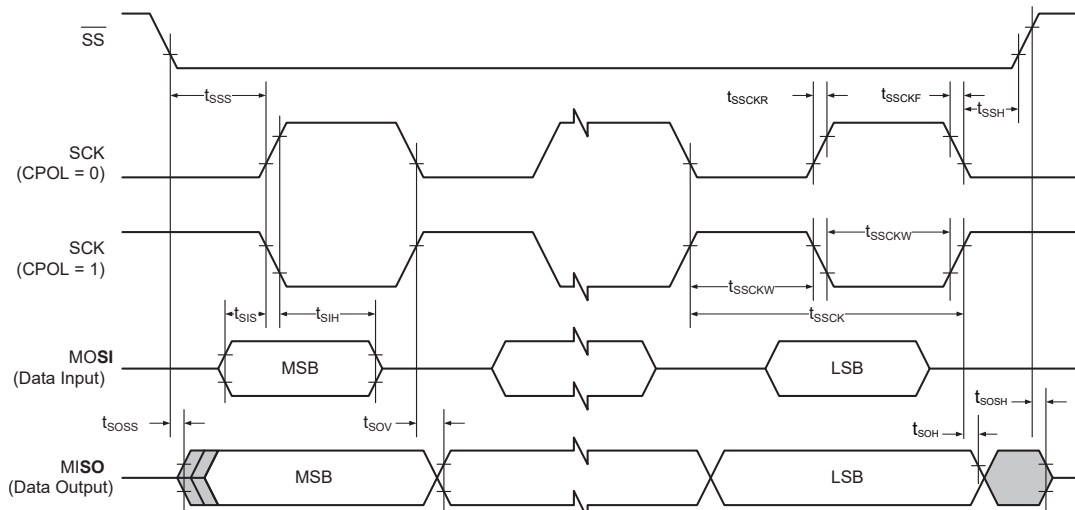 SS
tSSS
tSSCKR
tSSCKF
tSSH
SCK
(CPOL = 0)
SCK
(CPOL = 1)
tSSCKW
tSSCKW
tSSCK
tSIS
tSIH
MOSI
(Data Input)
MSB
LSB
tSOSS
tSOV
tSOH
tSOSH
MISO
(Data Output)
MSB
LSB